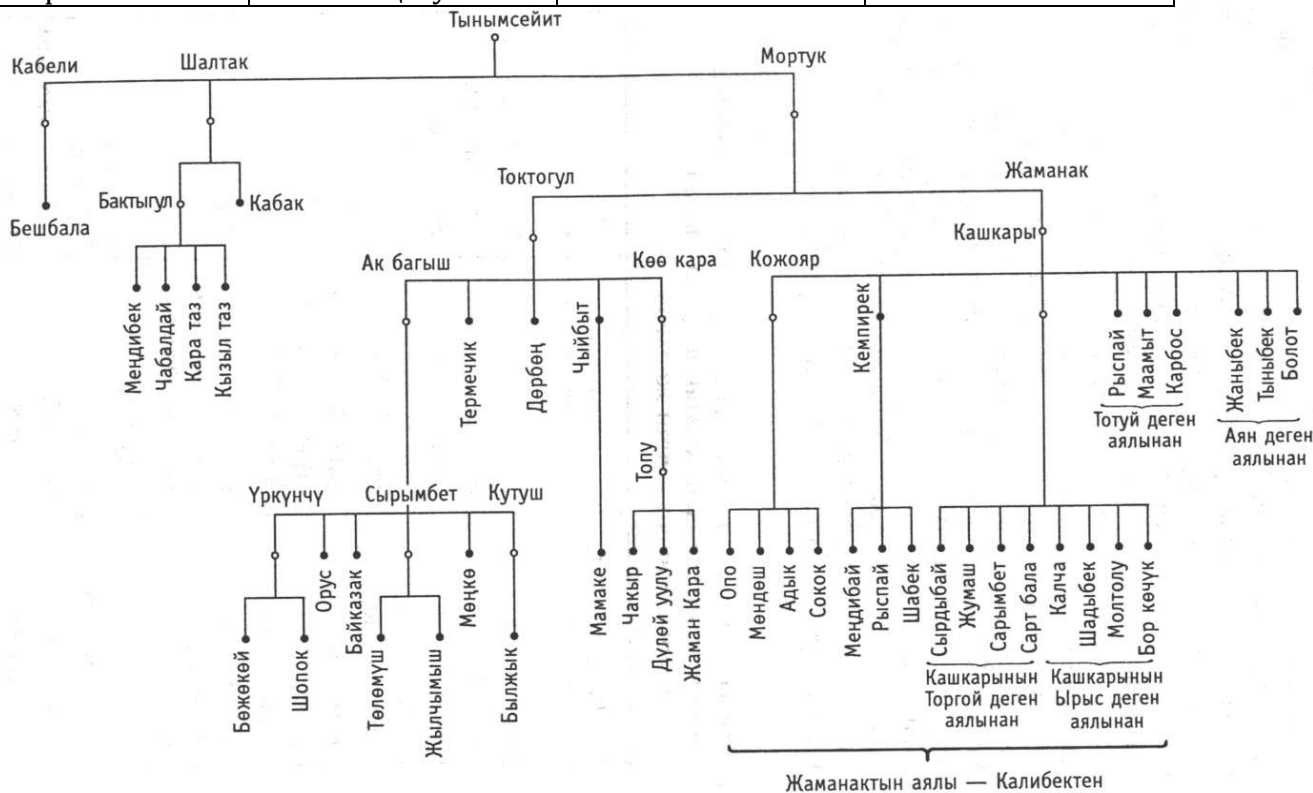 Тынымсейит
Кабели
Шалтак
Мортук
Токтогул
Жаманак
Бактыгул
Кабак
Бешбала
Кашкары
Ак багыш
Көө кара
Кожояр
Меңдибек
Чабалдай
Кара таз
Кызыл таз
Термечик
Дөрбөң
Чыйбыт
Кемпирек
Рыспай
Маамыт
Карбос
Жаныбек
Тыныбек
Болот
Тотуй деген
аялынан
Аян деген
аялынан
Топу
Үркүнчү
Сырымбет
Кутуш
Бөжөкөй
Шопок
Орус
Байказак
Төлөмүш
Жылчымыш
Мөңкө
Былжык
Мамаке
Чакыр
Дүлөй уулу
Жаман Кара
Опо
Мөндөш
Адык
Сокок
Меңдибай
Рыспай
Шабек
Сырдыбай
Жумаш
Сарымбет
Сарт бала
Калча
Шадыбек
Молтолу
Бор көчүк
Кашкарынын
Торгой деген
аялынан
Кашкарынын
Ырыс деген
аялынан
Жаманактын аялы — Калибектен